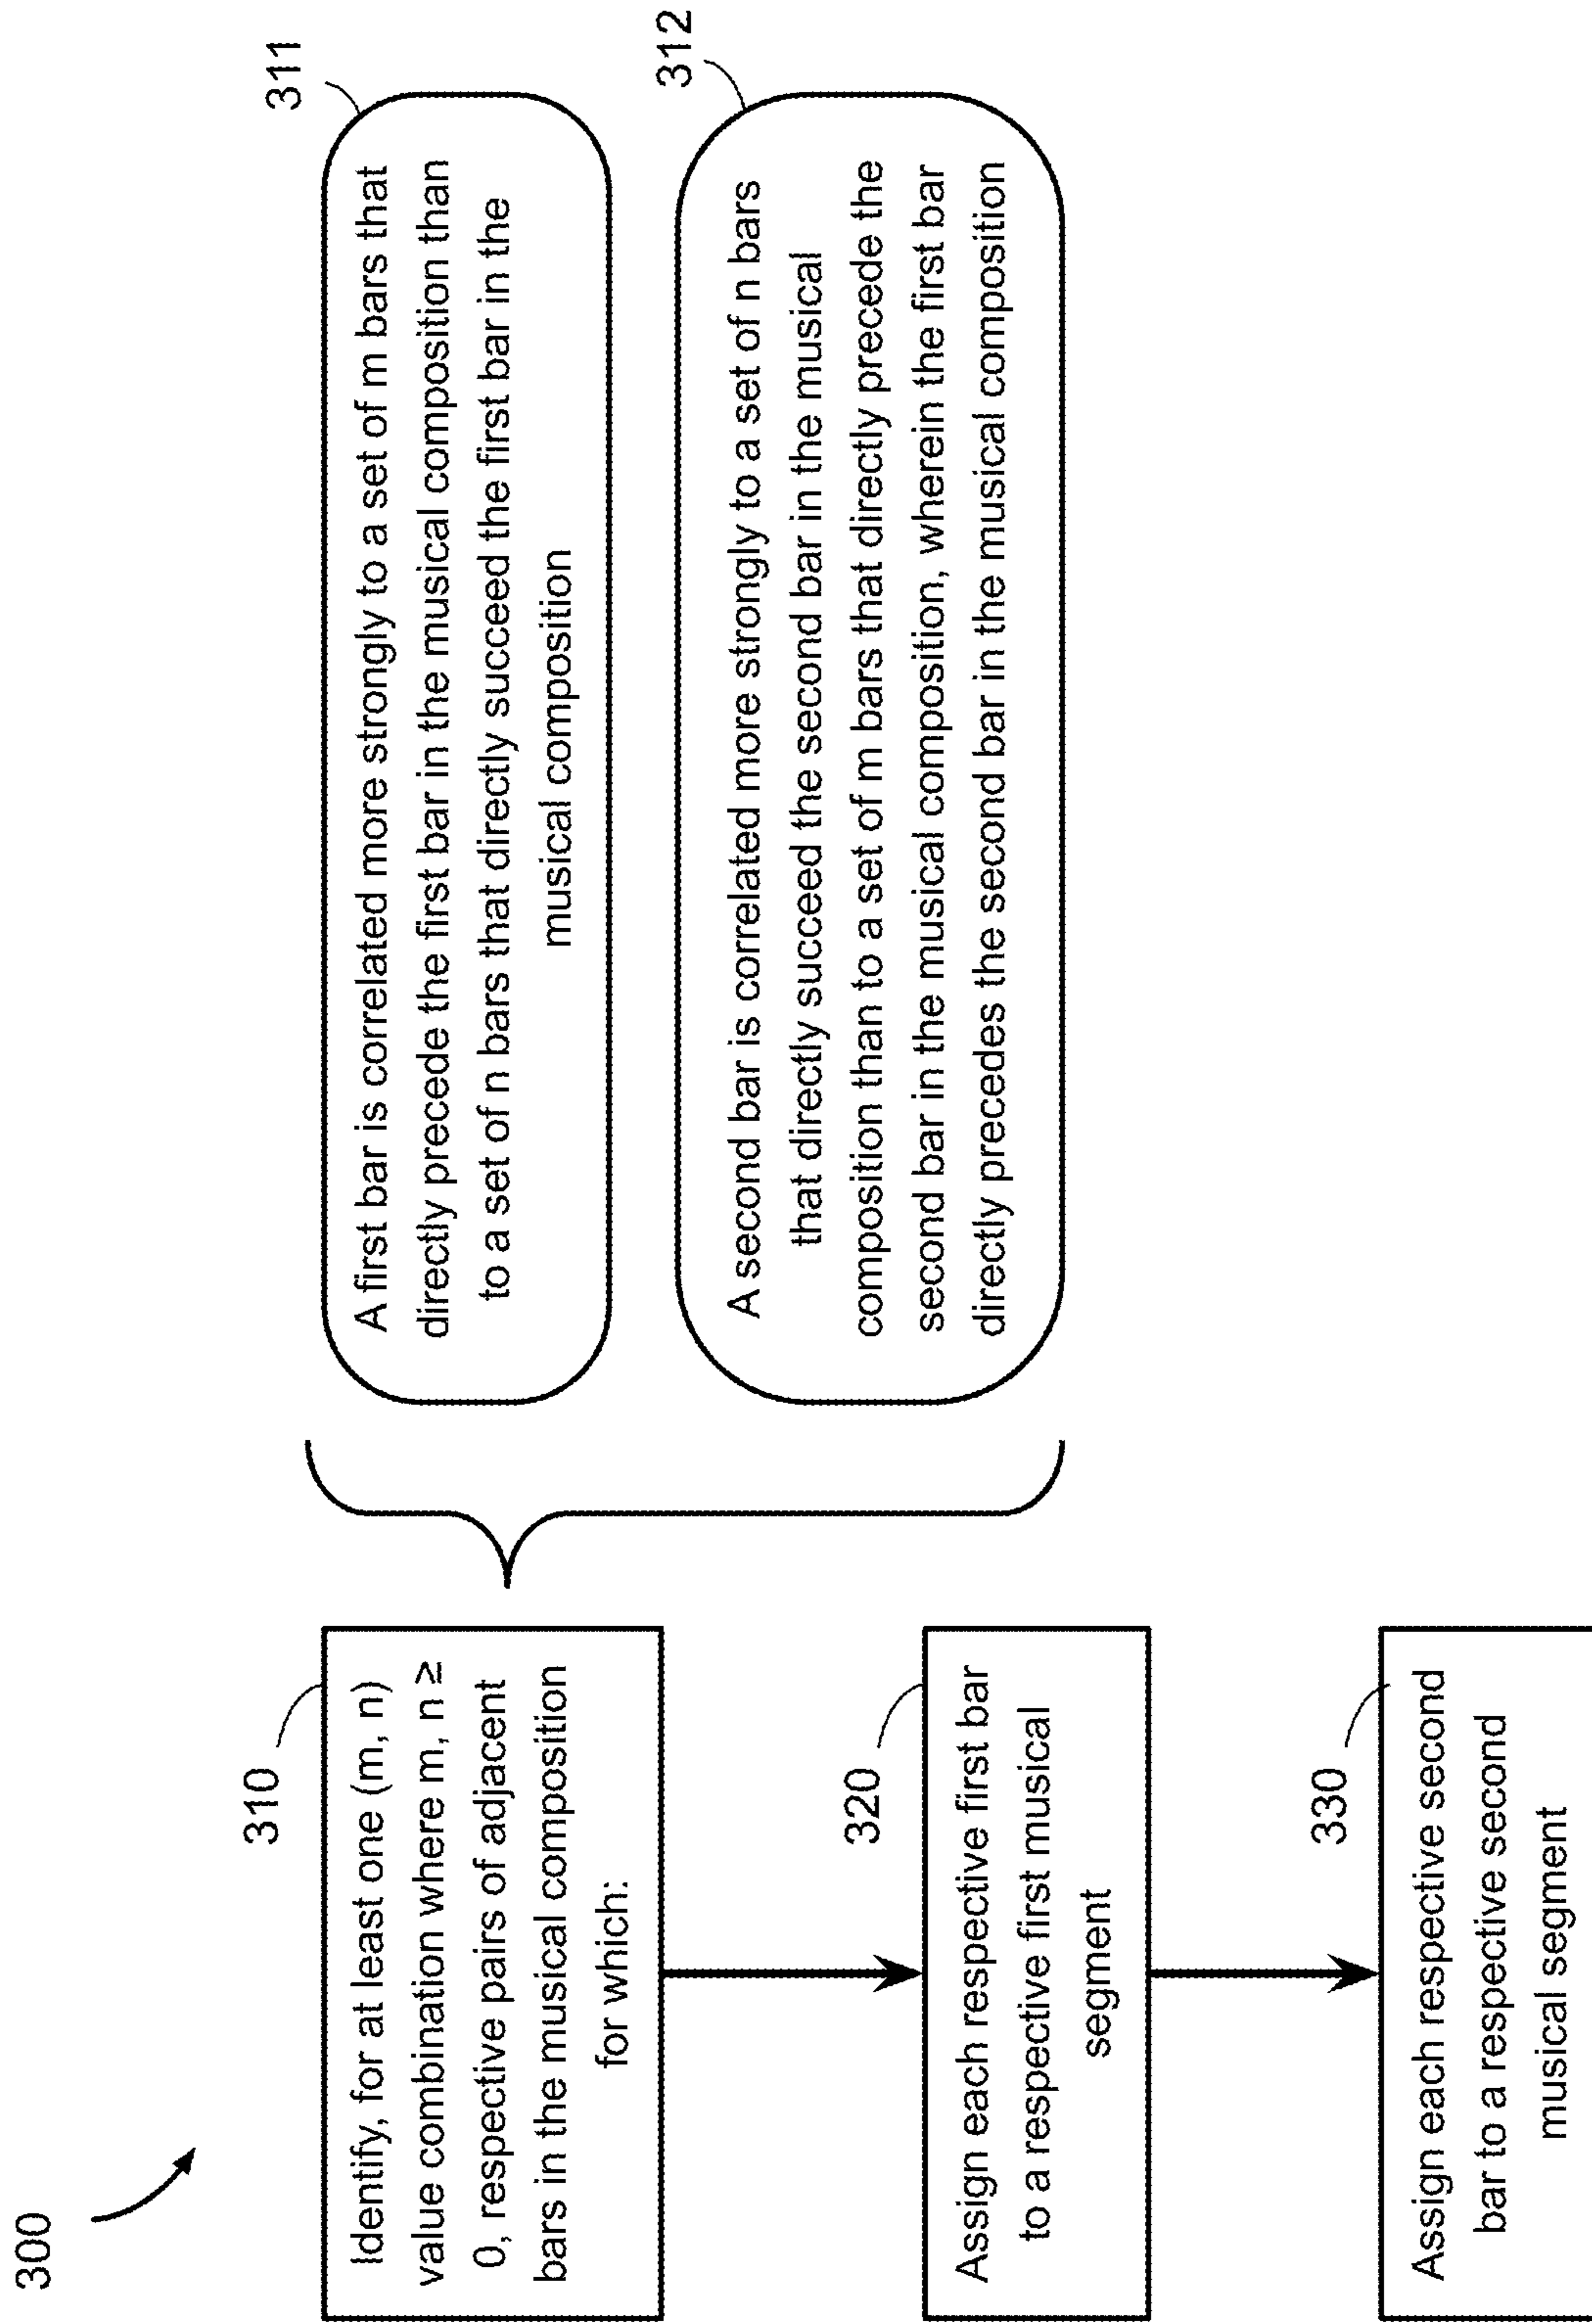 300
310
Identify, for at least one (m, n)
value combination where m, n ≥
0, respective pairs of adjacent
bars in the musical composition
for which:
311
A first bar is correlated more strongly to a set of m bars that
directly precede the first bar in the musical composition than
to a set of n bars that directly succeed the first bar in the
musical composition
312
A second bar is correlated more strongly to a set of n bars
that directly succeed the second bar in the musical
composition than to a set of m bars that directly precede the
second bar in the musical composition, wherein the first bar
directly precedes the second bar in the musical composition
320
Assign each respective first bar
to a respective first musical
segment
330
Assign each respective second
bar to a respective second
musical segment